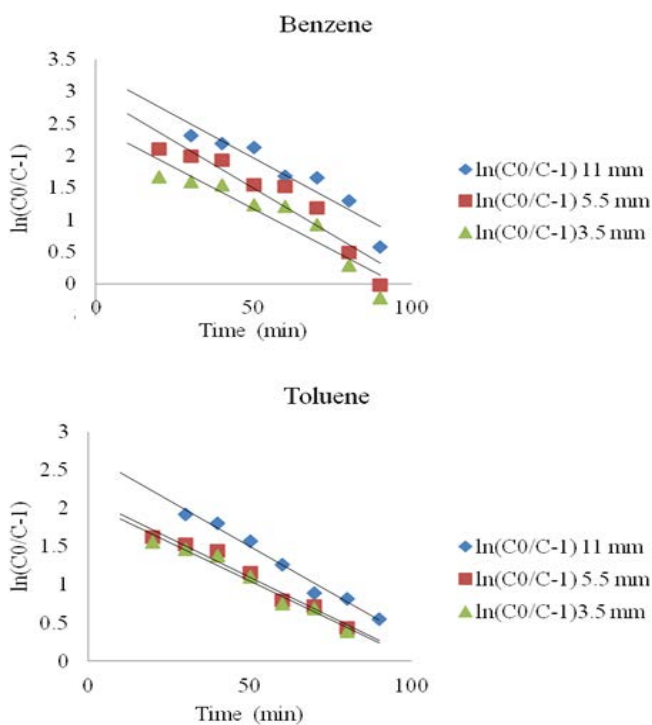 Benzene
3.5
3
2.5
2
1.5
1
0.5
0
0 50 100
ln(C0/C-1)
Time (min)
ln(C0/C-1) 11 mm
ln(C0/C-1) 5.5 mm
ln(C0/C-1)3.5 mm
Toluene
3
2.5
2
1.5
1
0.5
0
0 50 100
ln(C0/C-1)
Time (min)
ln(C0/C-1) 11 mm
ln(C0/C-1) 5.5 mm
ln(C0/C-1)3.5 mm